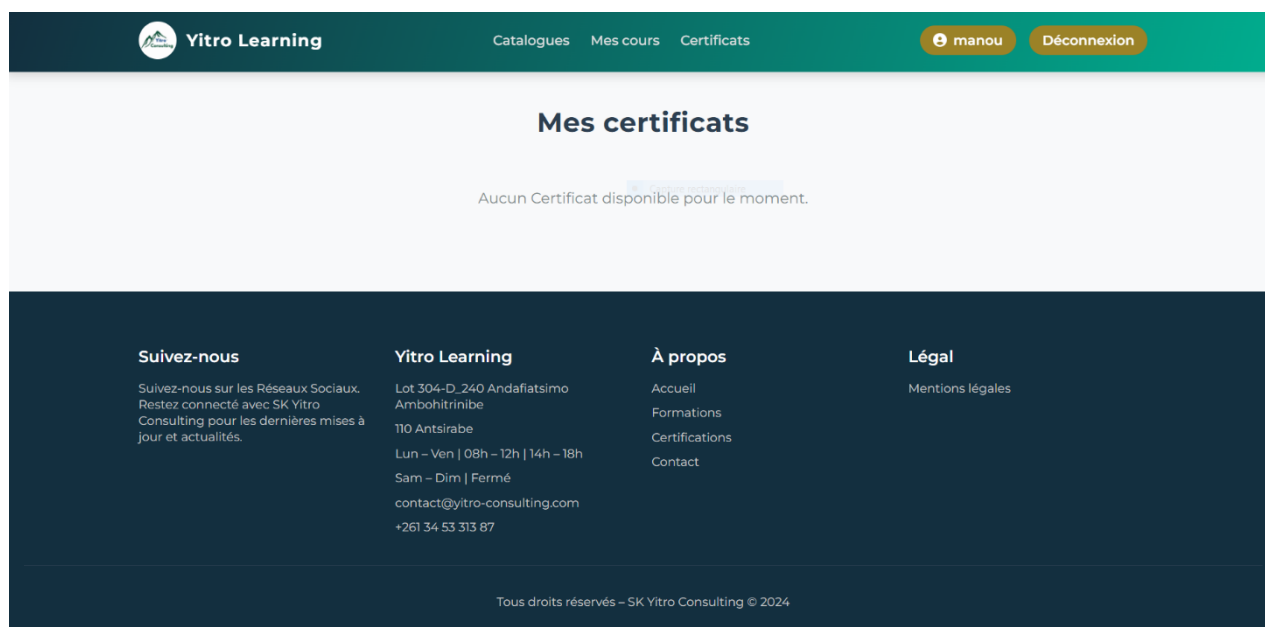 Yitro Learning
Catalogues
Mes cours
Certificats
manou
Déconnexion
Mes certificats
Aucun Certificat disponible pour le moment.
Suivez-nous
Suivez-nous sur les Réseaux Sociaux.
Restez connecté avec SK Yitro
Consulting pour les dernières mises à
jour et actualités.
Yitro Learning
Lot 304-D_240 Andafiatsimo
Ambohitrinibe
110 Antsirabe
Lun – Ven | 08h – 12h | 14h – 18h
Sam – Dim | Fermé
contact@yitro-consulting.com
+261 34 53 313 87
À propos
Accueil
Formations
Certifications
Contact
Légal
Mentions légales
Tous droits réservés – SK Yitro Consulting © 2024